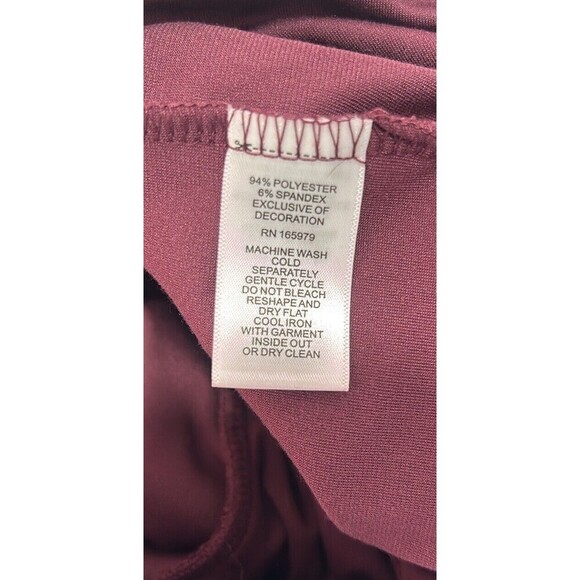 94% POLYESTER
6% SPANDEX
EXCLUSIVE OF
DECORATION
RN 165979
MACHINE WASH
COLD
SEPARATELY
GENTLE CYCLE
DO NOT BLEACH
RESHAPE AND
DRY FLAT
COOL IRON
WITH GARMENT
INSIDE OUT
OR DRY CLEAN